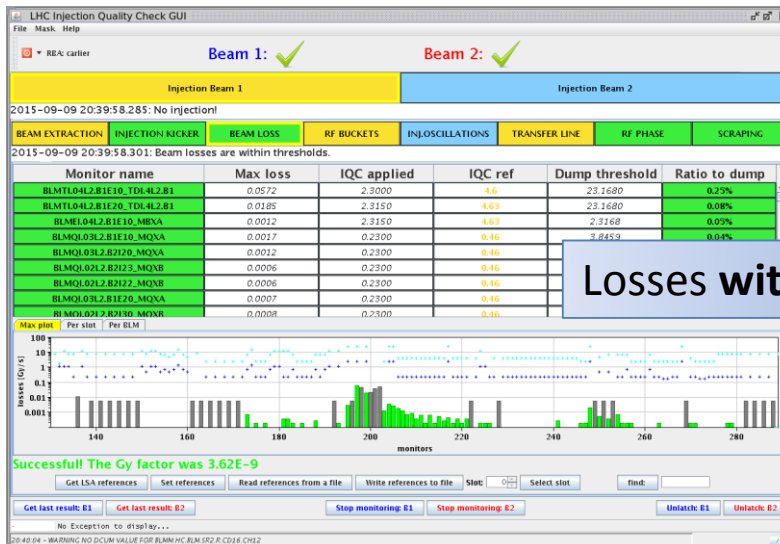 LHC Injection Quality Check GUI
File Mask Help
RBA: carlier Beam 1: Beam 2:
Injection Beam 1 Injection Beam 2
2015-09-09 20:39:58.285: No injection!
BEAM EXTRACTION INJECTION KICKER BEAM LOSS RF BUCKETS INJ.OSCILLATIONS TRANSFER LINE RF PHASE SCRAPING
2015-09-09 20:39:58.301: Beam losses are within thresholds.
Monitor name Max loss IQC applied IQC ref Dump threshold Ratio to dump
BLMTI.04L2.B1E10_TDI.4L2.B1 0.0572 2.3000 4.6 23.1680 0.25%
BLMTI.04L2.B1E20_TDI.4L2.B1 0.0185 2.3150 4.63 23.1680 0.08%
BLMEI.04L2.B1E10_MBXA 0.0012 2.3150 4.63 2.3168 0.05%
BLMQI.03L2.B1E10_MQXA 0.0017 0.2300 0.46 3.8459 0.04%
BLMQI.03L2.B2I20_MQXA 0.0012 0.2300 0.46
BLMQI.02L2.B2I23_MQXB 0.0006 0.2300 0.46
BLMQI.02L2.B2I22_MQXB 0.0006 0.2300 0.46
BLMQI.03L2.B1E20_MQXA 0.0007 0.2300 0.46
BLMQI.02L2.B2I30_MQXB 0.0008 0.2300 0.46
Losses wit
Max plot Per slot Per BLM
losses [Gy/s]
100
10
1
0.1
0.01
0.001
140 160 180 200 220 240 260 280
monitors
Successful! The Gy factor was 3.62E-9
Get LSA references Set references Read references from a file Write references to file Slot: 0 Select slot find:
Get last result: B1 Get last result: B2 Stop monitoring: B1 Stop monitoring: B2 Unlatch: B1 Unlatch: B2
- No Exception to display...
20:40:04 - WARNING NO DCUM VALUE FOR BLMM.HC.BLM.SR2.R.CD16.CH12